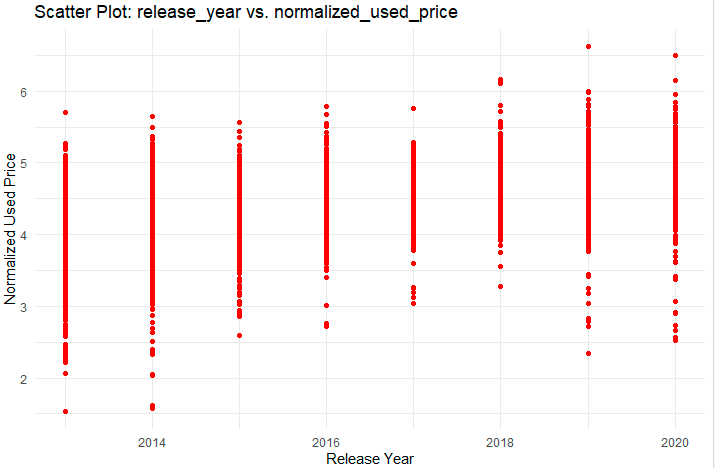 Scatter Plot: release_year vs. normalized_used_price
Normalized Used Price
6
5
4
3
2
2014 2016 2018 2020
Release Year